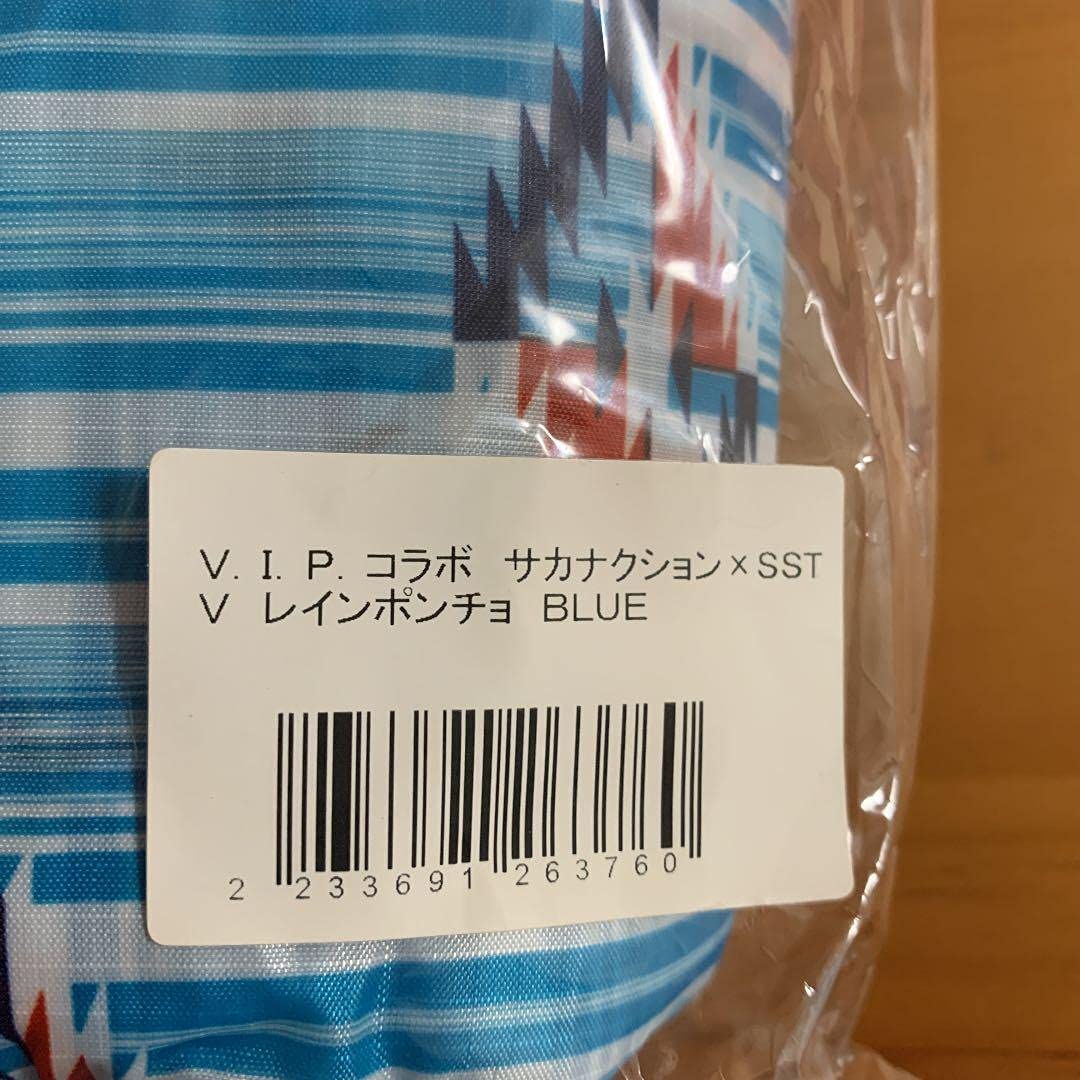 V. I. P. コラボ　サカナクション×SST
V　レインポンチョ　BLUE
2 233691 263760